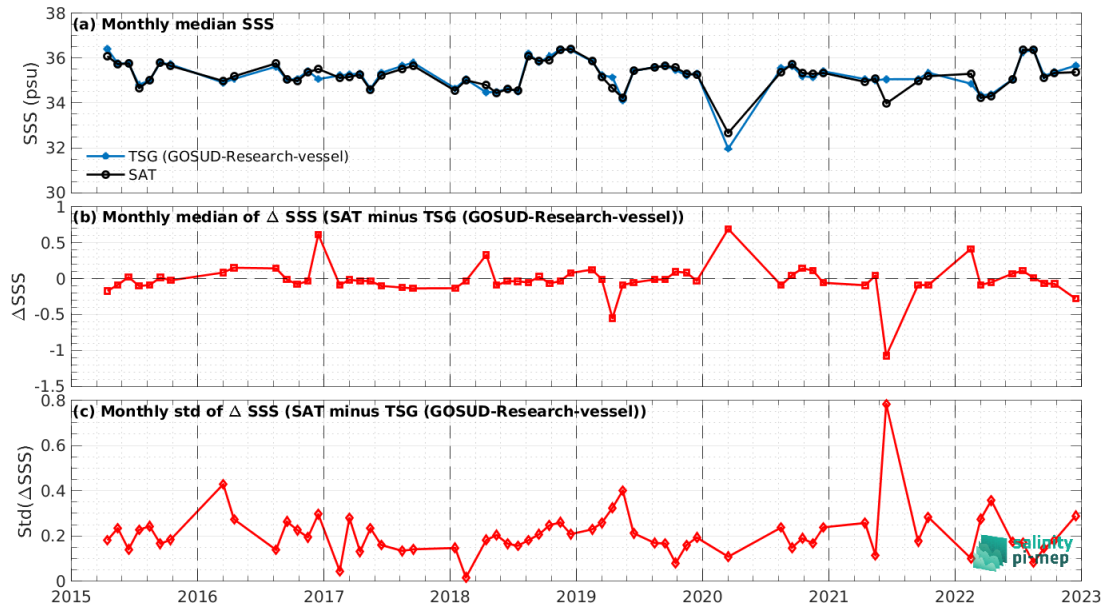 (a) Monthly median SSS
38
36
34
32
30
SSS (psu)
TSG (GOSUD-Research-vessel)
SAT
(b) Monthly median of Δ SSS (SAT minus TSG (GOSUD-Research-vessel))
1
0.5
0
-0.5
-1
-1.5
ΔSSS
(c) Monthly std of Δ SSS (SAT minus TSG (GOSUD-Research-vessel))
0.8
0.6
0.4
0.2
0
Std(ΔSSS)
salinity
pi-mep
2015 2016 2017 2018 2019 2020 2021 2022 2023